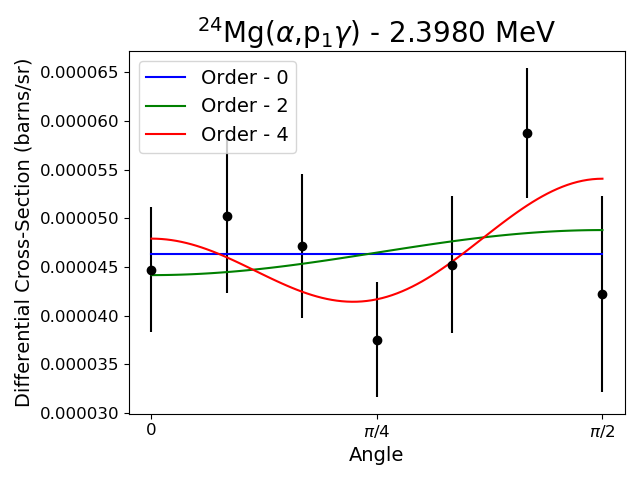 ²⁴Mg(α,p₁γ) - 2.3980 MeV
Order - 0
Order - 2
Order - 4
Differential Cross-Section (barns/sr)
0.000065
0.000060
0.000055
0.000050
0.000045
0.000040
0.000035
0.000030
0 π/4 π/2
Angle